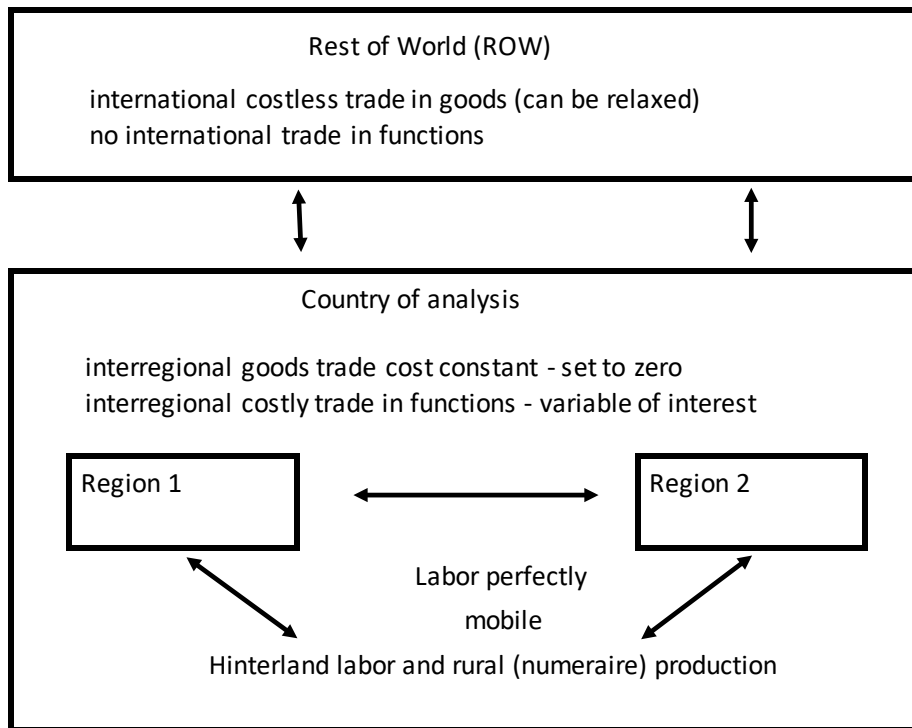 Rest of World (ROW)
international costless trade in goods (can be relaxed)
no international trade in functions
Country of analysis
interregional goods trade cost constant - set to zero
interregional costly trade in functions - variable of interest
Region 1
Region 2
Labor perfectly
mobile
Hinterland labor and rural (numeraire) production